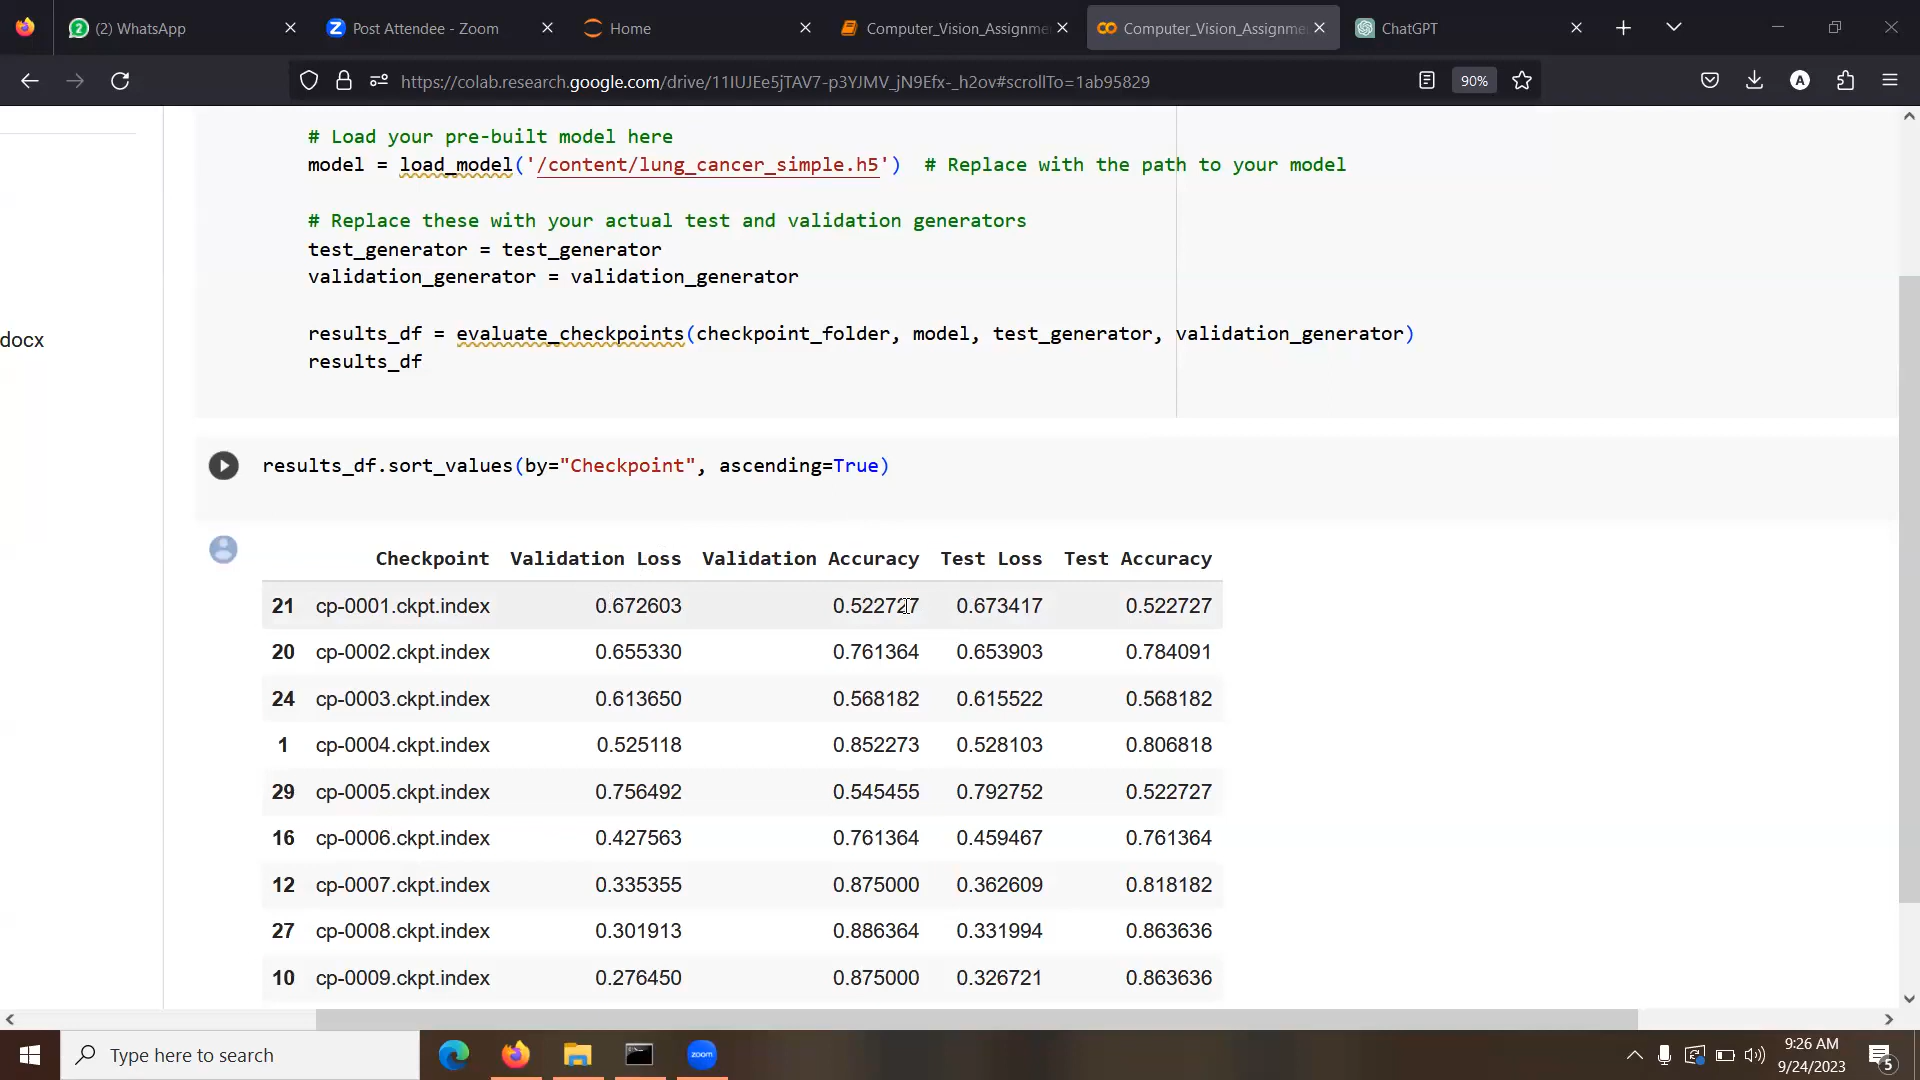 (2) WhatsApp
Post Attendee - Zoom
Home
Computer_Vision_Assignme
Computer_Vision_Assignme
ChatGPT
https://colab.research.google.com/drive/11IUJEe5jTAV7-p3YJMV_jN9Efx-_h2ov#scrollTo=1ab95829
90%
A
# Load your pre-built model here
model = load_model('/content/lung_cancer_simple.h5')  # Replace with the path to your model
# Replace these with your actual test and validation generators
test_generator = test_generator
validation_generator = validation_generator
docx
results_df = evaluate_checkpoints(checkpoint_folder, model, test_generator, validation_generator)
results_df
results_df.sort_values(by="Checkpoint", ascending=True)
Checkpoint Validation Loss Validation Accuracy Test Loss Test Accuracy
21 cp-0001.ckpt.index 0.672603 0.522727 0.673417 0.522727
20 cp-0002.ckpt.index 0.655330 0.761364 0.653903 0.784091
24 cp-0003.ckpt.index 0.613650 0.568182 0.615522 0.568182
1 cp-0004.ckpt.index 0.525118 0.852273 0.528103 0.806818
29 cp-0005.ckpt.index 0.756492 0.545455 0.792752 0.522727
16 cp-0006.ckpt.index 0.427563 0.761364 0.459467 0.761364
12 cp-0007.ckpt.index 0.335355 0.875000 0.362609 0.818182
27 cp-0008.ckpt.index 0.301913 0.886364 0.331994 0.863636
10 cp-0009.ckpt.index 0.276450 0.875000 0.326721 0.863636
Type here to search
zoom
9:26 AM
9/24/2023
5